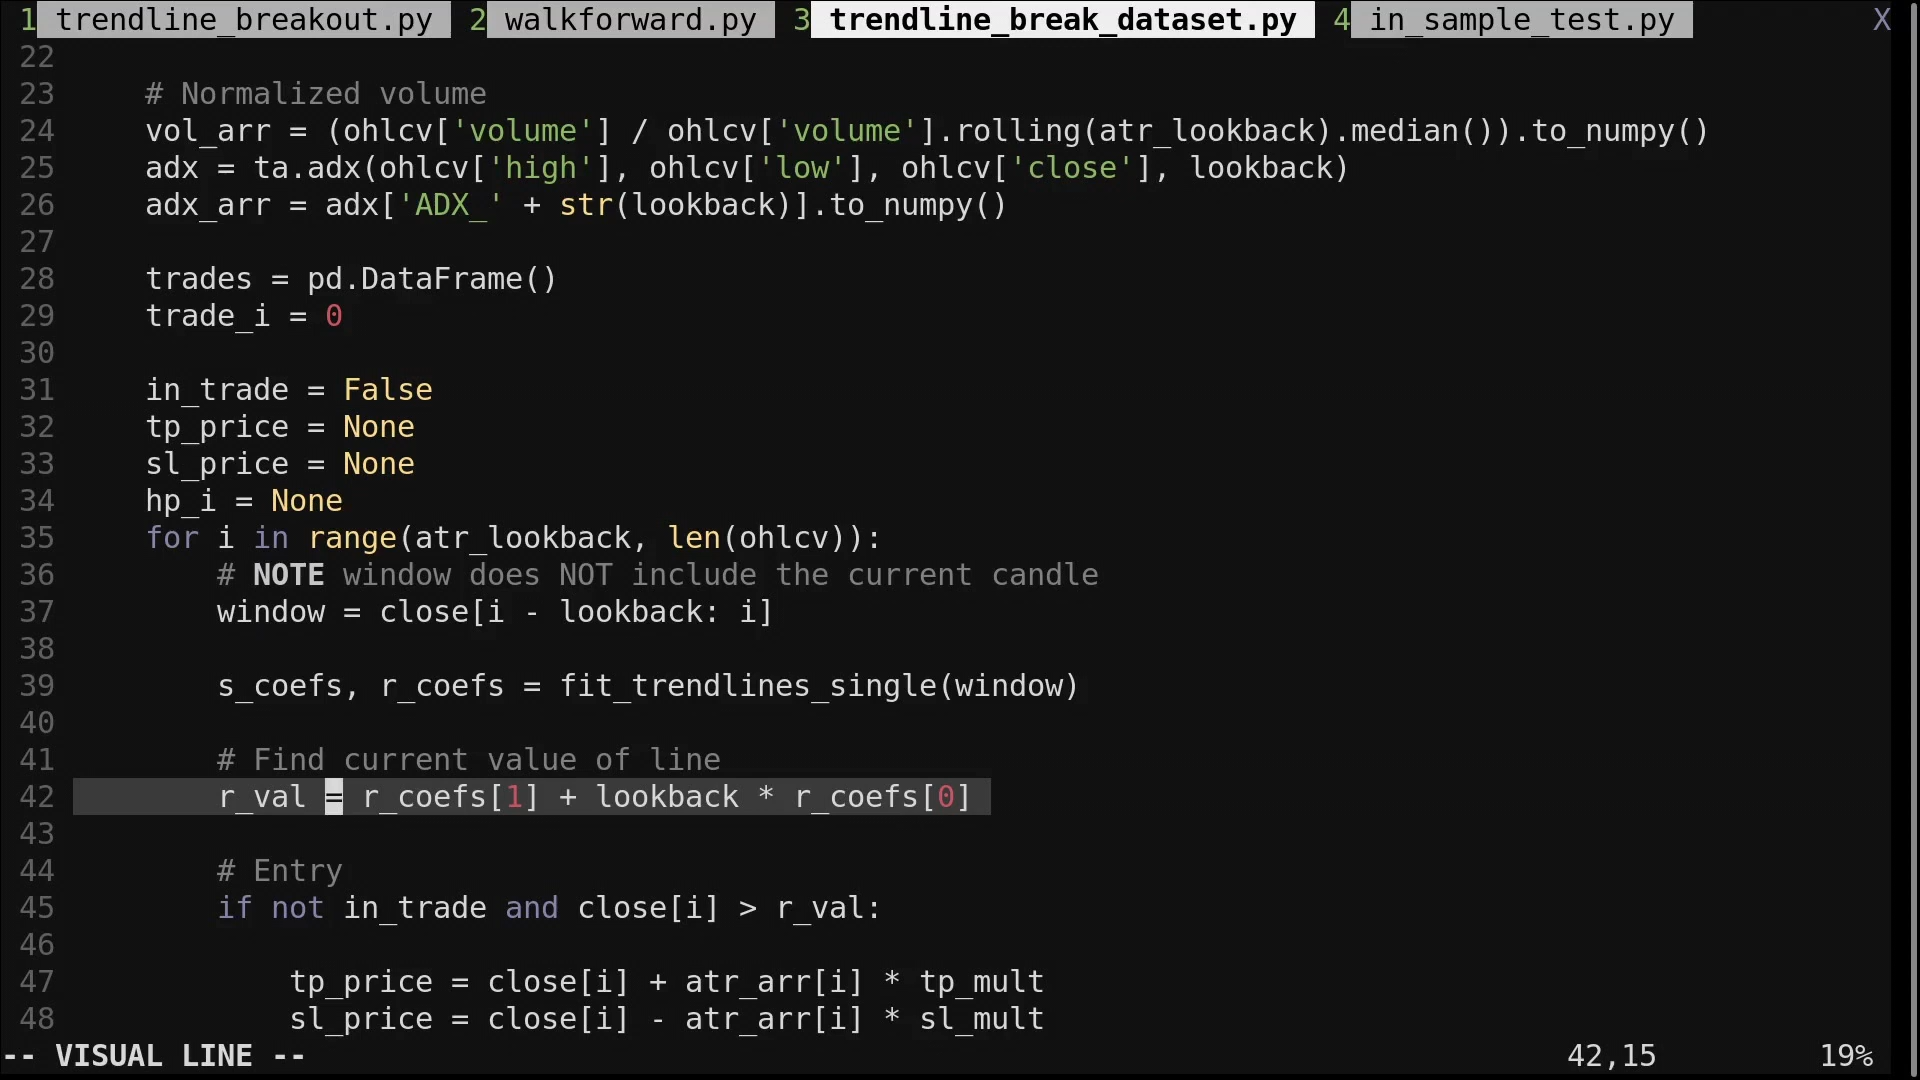 1 trendline_breakout.py 2 walkforward.py 3 trendline_break_dataset.py 4 in_sample_test.py X
22
23     # Normalized volume
24     vol_arr = (ohlcv['volume'] / ohlcv['volume'].rolling(atr_lookback).median()).to_numpy()
25     adx = ta.adx(ohlcv['high'], ohlcv['low'], ohlcv['close'], lookback)
26     adx_arr = adx['ADX_' + str(lookback)].to_numpy()
27
28     trades = pd.DataFrame()
29     trade_i = 0
30
31     in_trade = False
32     tp_price = None
33     sl_price = None
34     hp_i = None
35     for i in range(atr_lookback, len(ohlcv)):
36         # NOTE window does NOT include the current candle
37         window = close[i - lookback: i]
38
39         s_coefs, r_coefs = fit_trendlines_single(window)
40
41         # Find current value of line
42         r_val = r_coefs[1] + lookback * r_coefs[0]
43
44         # Entry
45         if not in_trade and close[i] > r_val:
46
47             tp_price = close[i] + atr_arr[i] * tp_mult
48             sl_price = close[i] - atr_arr[i] * sl_mult
-- VISUAL LINE -- 42,15 19%